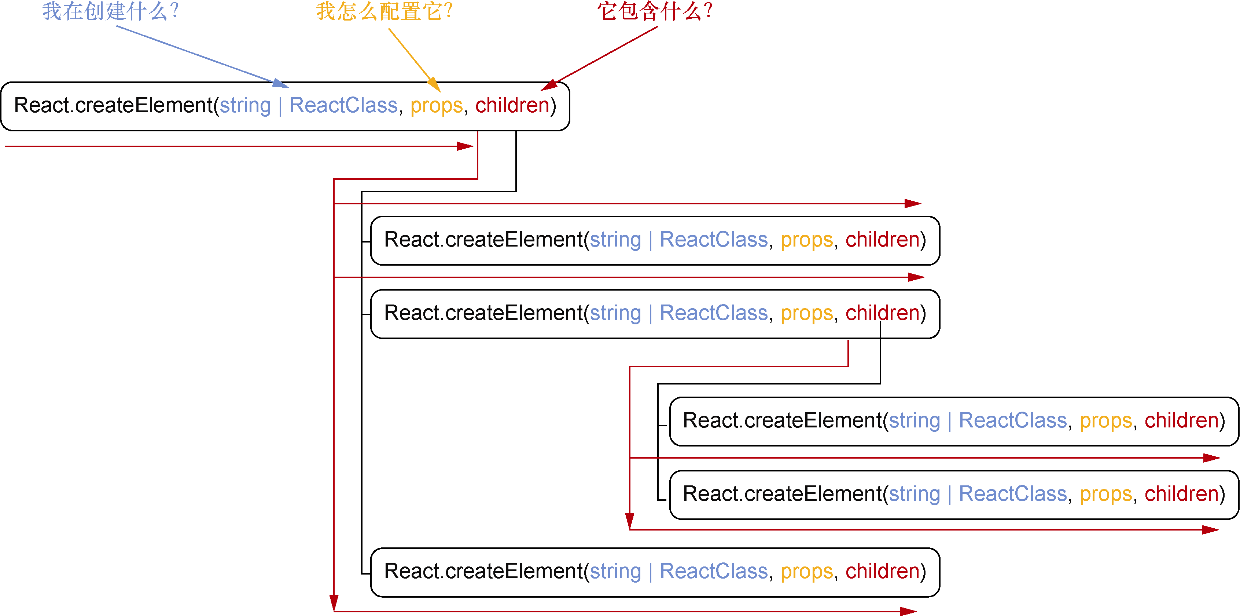 我在创建什么？ 我怎么配置它？ 它包含什么？
React.createElement(string | ReactClass, props, children)
React.createElement(string | ReactClass, props, children)
React.createElement(string | ReactClass, props, children)
React.createElement(string | ReactClass, props, children)
React.createElement(string | ReactClass, props, children)
React.createElement(string | ReactClass, props, children)